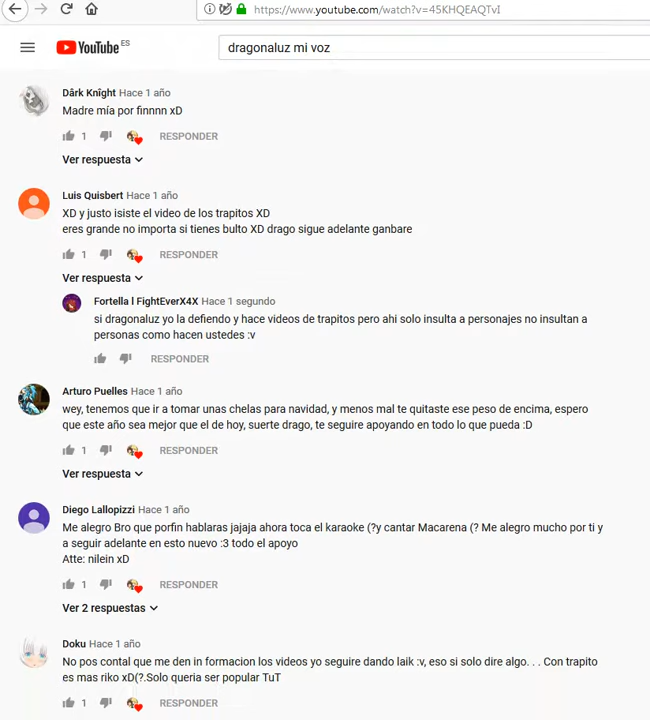 https://www.youtube.com/watch?v=45KHQEAQTvI
YouTube ES
dragonaluz mi voz
Dârk Knîght Hace 1 año
Madre mía por finnnn xD
1 RESPONDER
Ver respuesta
Luis Quisbert Hace 1 año
XD y justo isiste el video de los trapitos XD
eres grande no importa si tienes bulto XD drago sigue adelante ganbare
1 RESPONDER
Ver respuesta
Fortella l FightEverX4X Hace 1 segundo
si dragonaluz yo la defiendo y hace videos de trapitos pero ahi solo insulta a personajes no insultan a
personas como hacen ustedes :v
RESPONDER
Arturo Puelles Hace 1 año
wey, tenemos que ir a tomar unas chelas para navidad, y menos mal te quitaste ese peso de encima, espero
que este año sea mejor que el de hoy, suerte drago, te seguire apoyando en todo lo que pueda :D
1 RESPONDER
Ver respuesta
Diego Lallopizzi Hace 1 año
Me alegro Bro que porfin hablaras jajaja ahora toca el karaoke (?y cantar Macarena (? Me alegro mucho por ti y
a seguir adelante en esto nuevo :3 todo el apoyo
Atte: nilein xD
1 RESPONDER
Ver 2 respuestas
Doku Hace 1 año
No pos contal que me den in formacion los videos yo seguire dando laik :v, eso si solo dire algo. . . Con trapito
es mas riko xD(?.Solo queria ser popular TuT
1 RESPONDER